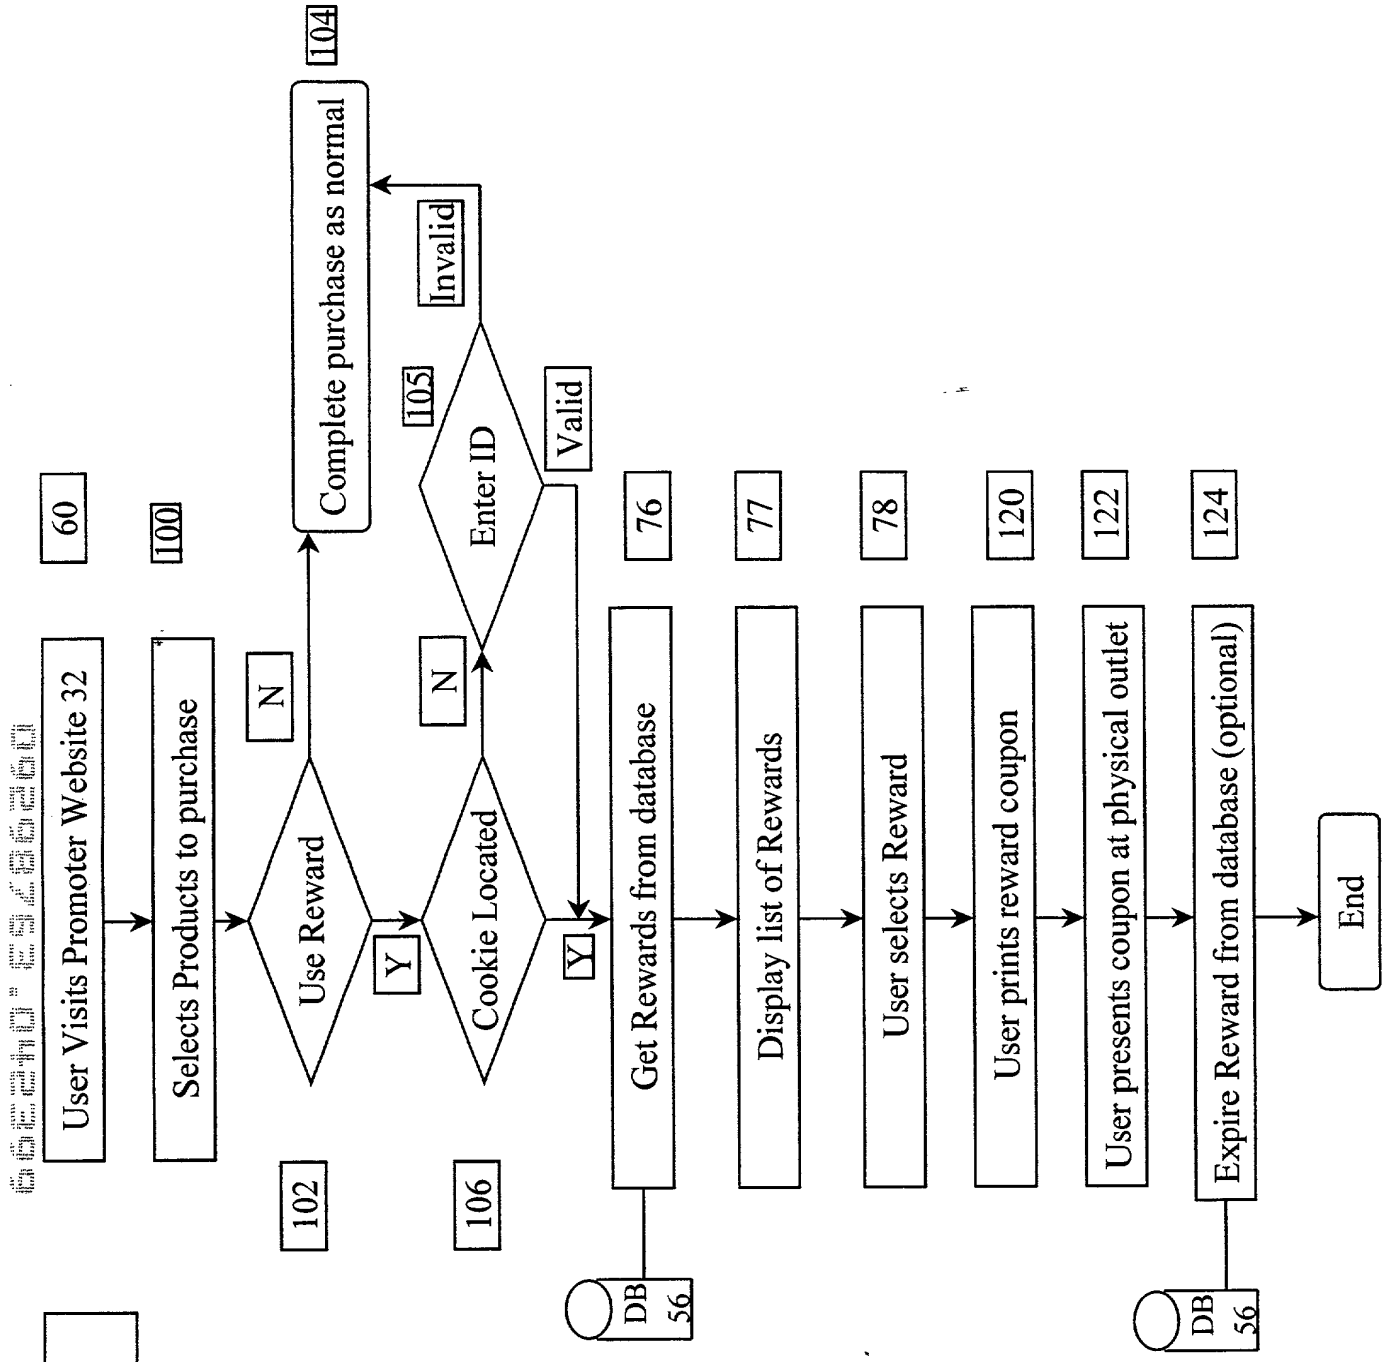 60
User Visits Promoter Website 32
100
Selects Products to purchase
102
Use Reward
N
104
Complete purchase as normal
Y
106
Cookie Located
N
105
Enter ID
Invalid
Valid
Y
76
Get Rewards from database
DB
56
77
Display list of Rewards
78
User selects Reward
120
User prints reward coupon
122
User presents coupon at physical outlet
124
Expire Reward from database (optional)
DB
56
End